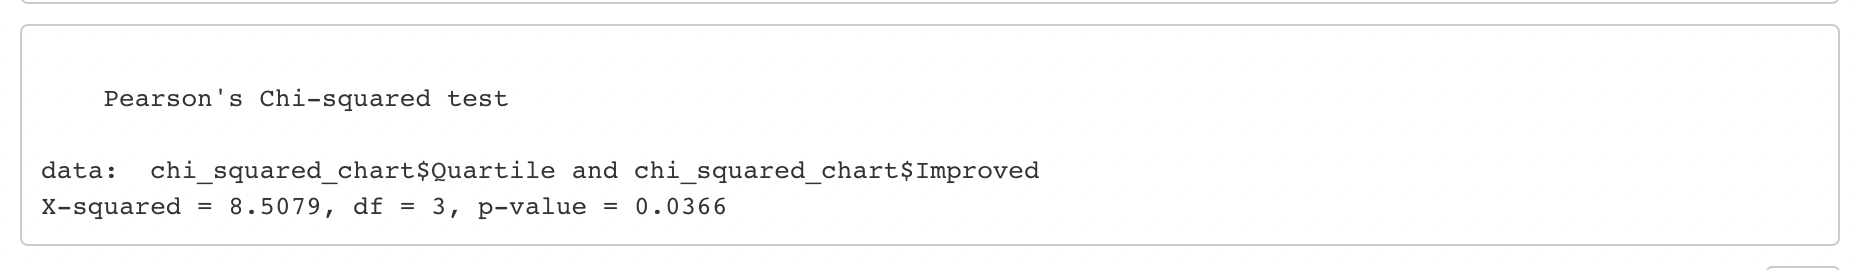 Pearson's Chi-squared test
data:  chi_squared_chart$Quartile and chi_squared_chart$Improved
X-squared = 8.5079, df = 3, p-value = 0.0366